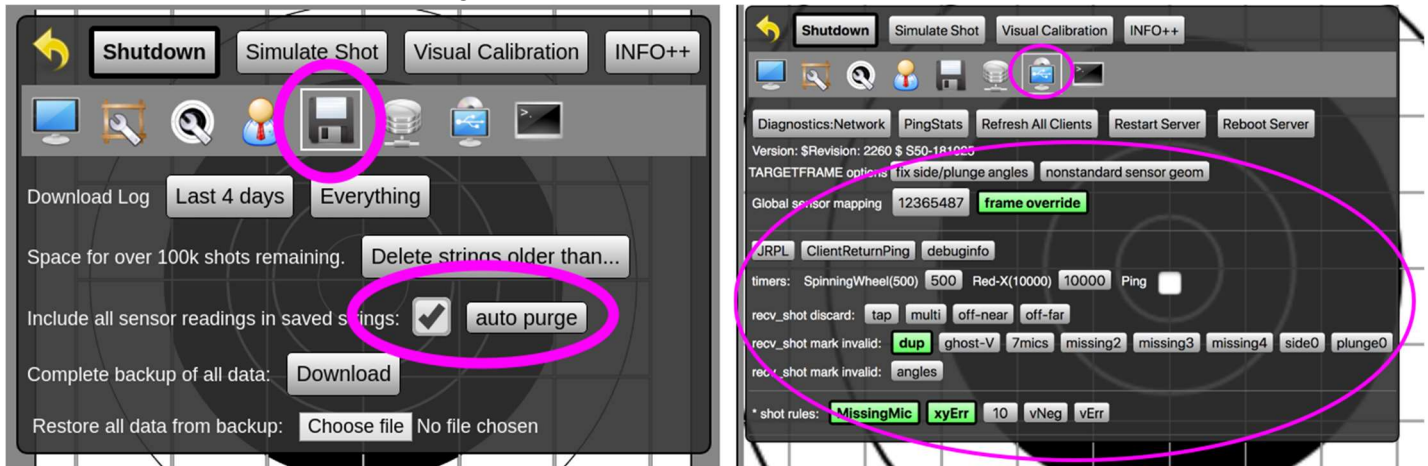 Shutdown Simulate Shot Visual Calibration INFO++
Download Log Last 4 days Everything
Space for over 100k shots remaining. Delete strings older than...
Include all sensor readings in saved strings: auto purge
Complete backup of all data: Download
Restore all data from backup: Choose file No file chosen
Shutdown Simulate Shot Visual Calibration INFO++
Diagnostics:Network PingStats Refresh All Clients Restart Server Reboot Server
Version: $Revision: 2260 $ S50-181025
TARGETFRAME options fix side/plunge angles nonstandard sensor geom
Global sensor mapping 12365487 frame override
JRPL ClientReturnPing debuginfo
timers: SpinningWheel(500) 500 Red-X(10000) 10000 Ping
recv_shot discard: tap multi off-near off-far
recv_shot mark invalid: dup ghost-V 7mics missing2 missing3 missing4 side0 plunge0
recv_shot mark invalid: angles
* shot rules: MissingMic xyErr 10 vNeg vErr